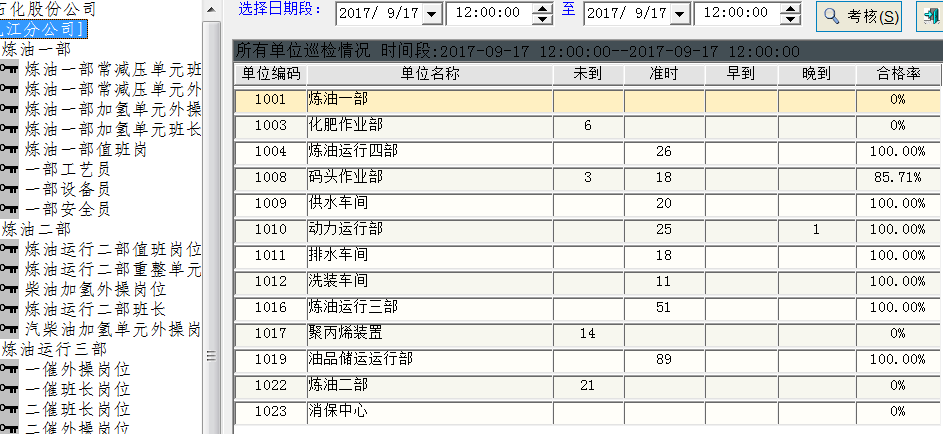 石化股份公司
九江分公司]
炼油一部
炼油一部常减压单元班
炼油一部常减压单元外
炼油一部加氢单元外操
炼油一部加氢单元班长
炼油一部值班岗
一部工艺员
一部设备员
一部安全员
炼油二部
炼油运行二部值班岗位
炼油运行二部重整单元
柴油加氢外操岗位
炼油运行二部班长
汽柴油加氢单元外操岗
炼油运行三部
一催外操岗位
一催班长岗位
二催班长岗位
二催外操岗位
选择日期段: 2017/ 9/17 12:00:00 至 2017/ 9/17 12:00:00 考核(S)
所有单位巡检情况 时间段:2017-09-17 12:00:00--2017-09-17 12:00:00
单位编码 单位名称 未到 准时 早到 晚到 合格率
1001 炼油一部 0%
1003 化肥作业部 6 0%
1004 炼油运行四部 26 100.00%
1008 码头作业部 3 18 85.71%
1009 供水车间 20 100.00%
1010 动力运行部 25 1 100.00%
1011 排水车间 18 100.00%
1012 洗装车间 11 100.00%
1016 炼油运行三部 51 100.00%
1017 聚丙烯装置 14 0%
1019 油品储运运行部 89 100.00%
1022 炼油二部 21 0%
1023 消保中心 0%